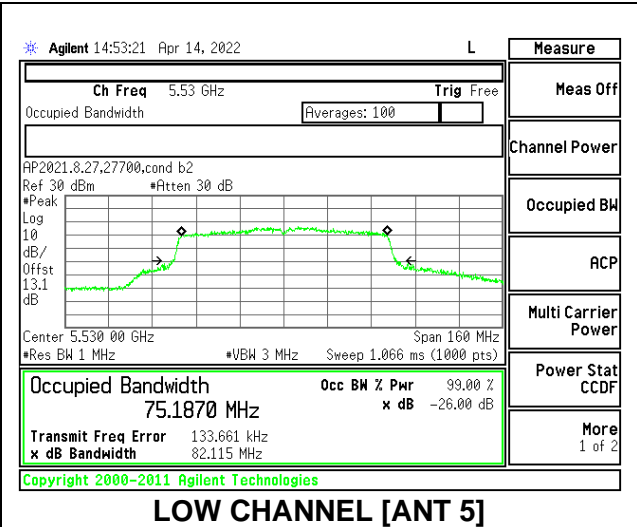 Agilent 14:53:21 Apr 14, 2022 L
Measure
Ch Freq 5.53 GHz Trig Free
Meas Off
Occupied Bandwidth Averages: 100
Channel Power
AP2021.8.27,27700,cond b2
Ref 30 dBm #Atten 30 dB
#Peak
Log
10
dB/
Offst
13.1
dB
Occupied BW
ACP
Center 5.530 00 GHz Span 160 MHz
#Res BW 1 MHz #VBW 3 MHz Sweep 1.066 ms (1000 pts)
Multi Carrier
Power
Occupied Bandwidth Occ BW % Pwr 99.00 %
75.1870 MHz x dB -26.00 dB
Power Stat
CCDF
Transmit Freq Error 133.661 kHz
x dB Bandwidth 82.115 MHz
More
1 of 2
Copyright 2000-2011 Agilent Technologies
LOW CHANNEL [ANT 5]